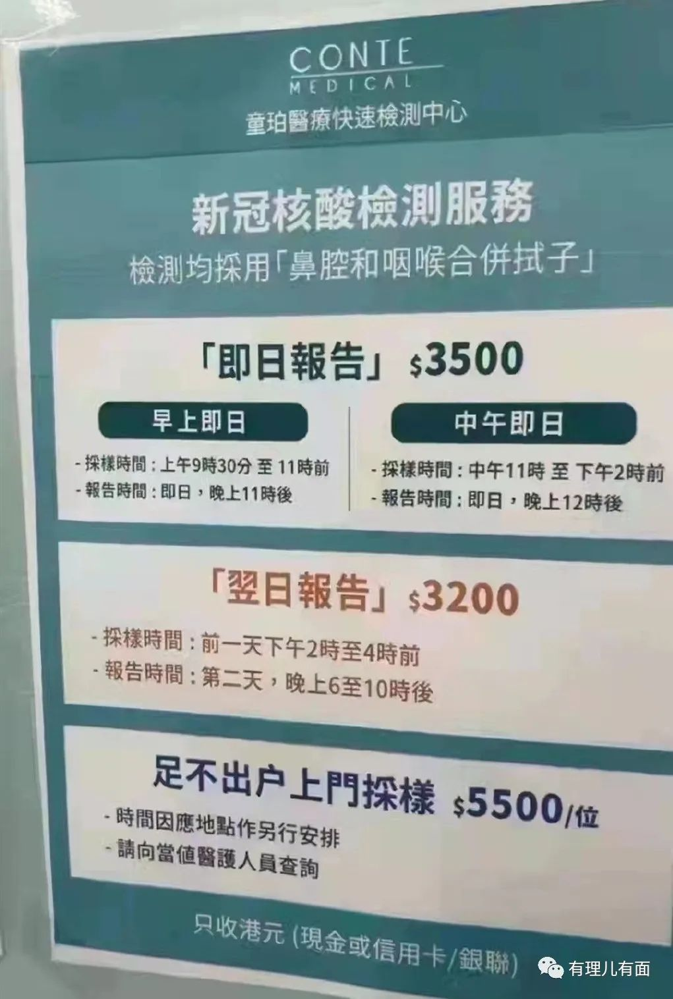 CONTE
MEDICAL
童珀醫療快速檢測中心
新冠核酸檢測服務
檢測均採用「鼻腔和咽喉合併拭子」
「即日報告」 $3500
早上即日
- 採樣時間：上午9時30分 至 11時前
- 報告時間：即日，晚上11時後
中午即日
- 採樣時間：中午11時 至 下午2時前
- 報告時間：即日，晚上12時後
「翌日報告」 $3200
- 採樣時間：前一天下午2時至4時前
- 報告時間：第二天，晚上6至10時後
足不出户上門採樣 $5500/位
- 時間因應地點作另行安排
- 請向當值醫護人員查詢
只收港元 (現金或信用卡/銀聯)
有理儿有面